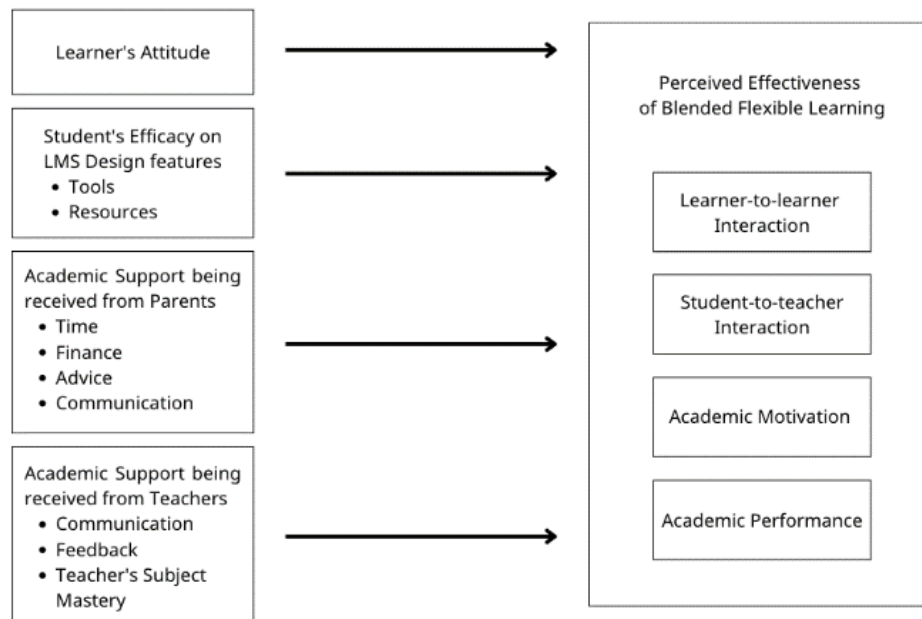 Learner's Attitude
Student's Efficacy on
LMS Design features
• Tools
• Resources
Academic Support being
received from Parents
• Time
• Finance
• Advice
• Communication
Academic Support being
received from Teachers
• Communication
• Feedback
• Teacher's Subject
Mastery
Perceived Effectiveness
of Blended Flexible Learning
Learner-to-learner
Interaction
Student-to-teacher
Interaction
Academic Motivation
Academic Performance